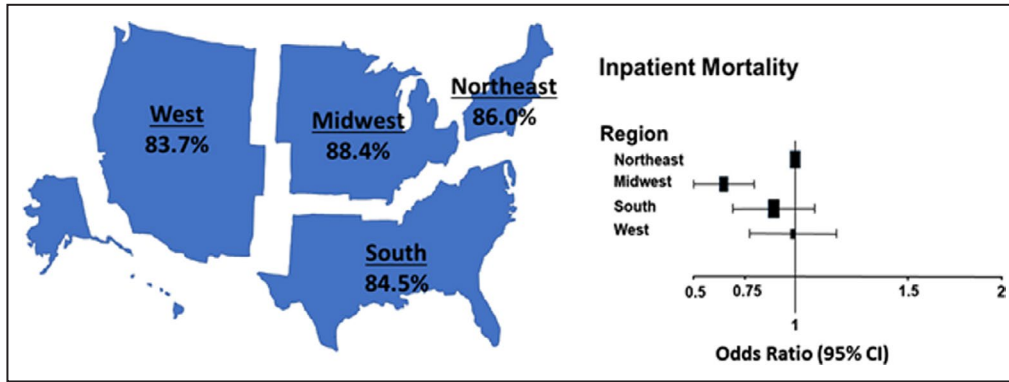 West
83.7%
Midwest
88.4%
Northeast
86.0%
South
84.5%
Inpatient Mortality
Region
Northeast
Midwest
South
West
0.5 0.75 1.5 2
1
Odds Ratio (95% CI)